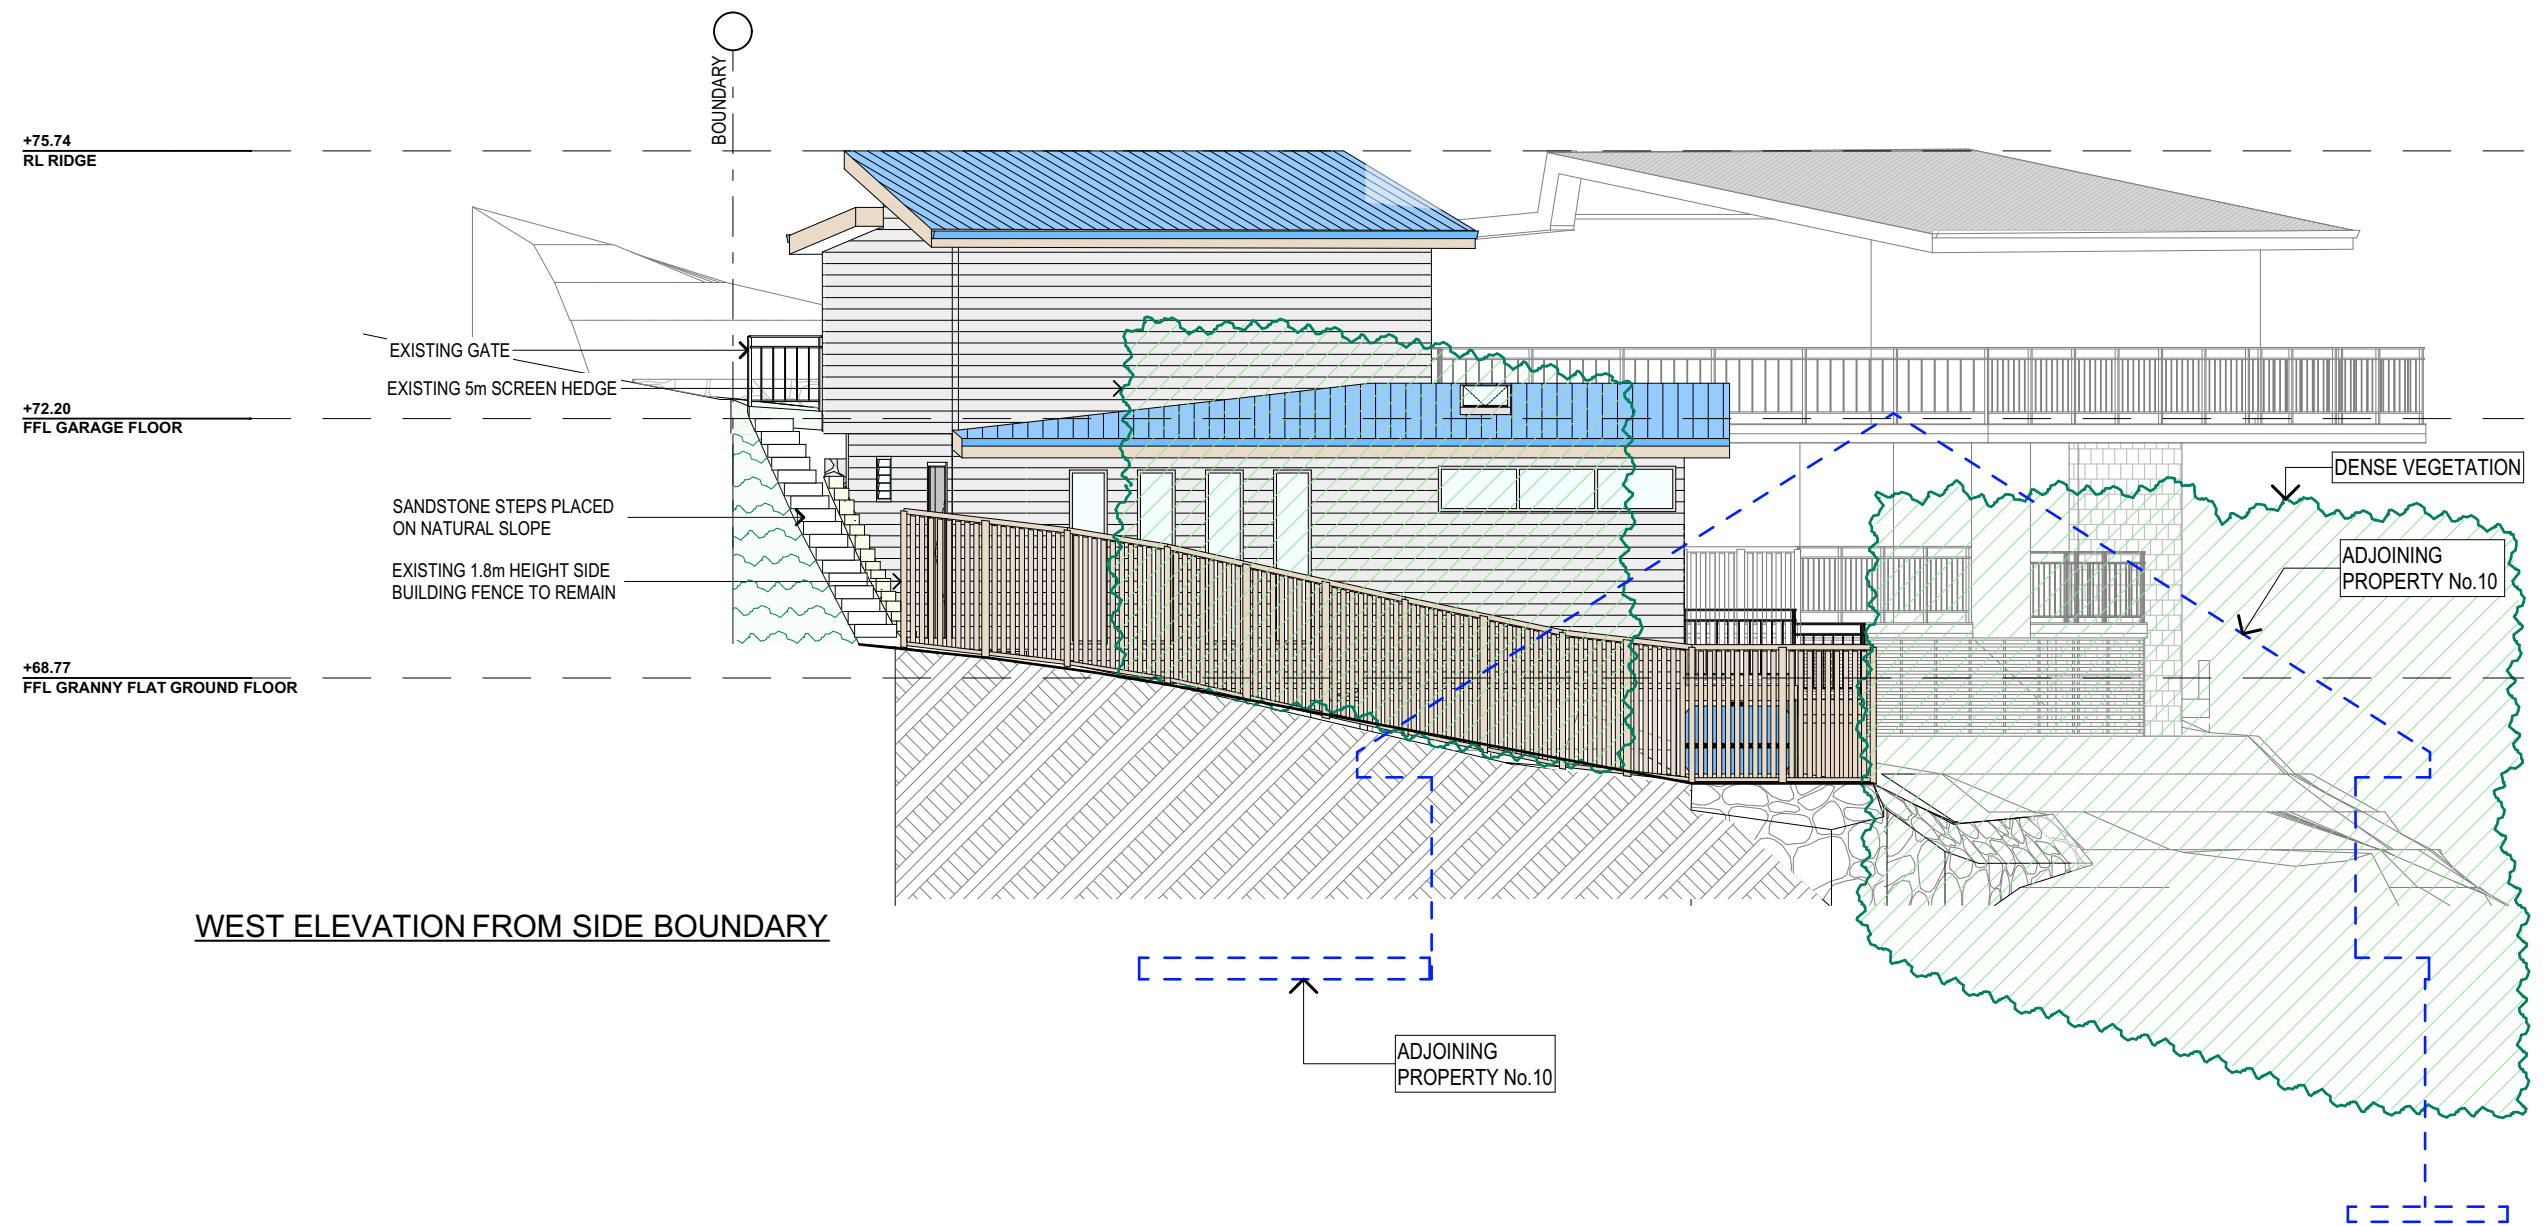 BOUNDARY
+75.74
RL RIDGE
EXISTING GATE
EXISTING 5m SCREEN HEDGE
+72.20
FFL GARAGE FLOOR
DENSE VEGETATION
SANDSTONE STEPS PLACED
ON NATURAL SLOPE
ADJOINING
PROPERTY No.10
EXISTING 1.8m HEIGHT SIDE
BUILDING FENCE TO REMAIN
+68.77
FFL GRANNY FLAT GROUND FLOOR
WEST ELEVATION FROM SIDE BOUNDARY
ADJOINING
PROPERTY No.10